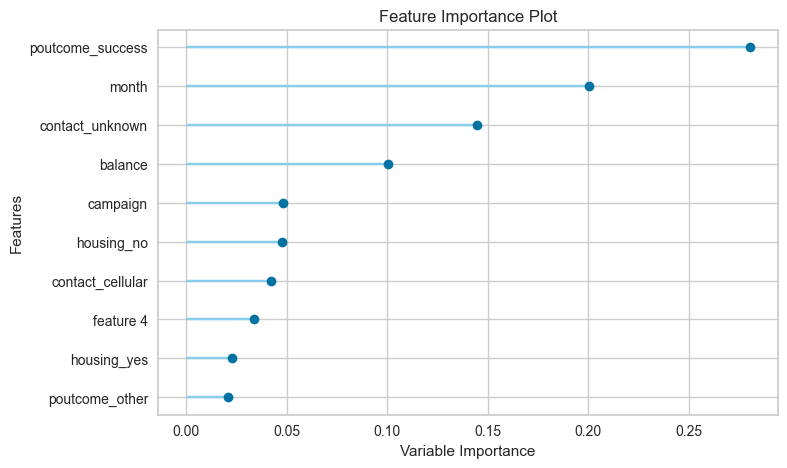 Feature Importance Plot
Features
poutcome_success
month
contact_unknown
balance
campaign
housing_no
contact_cellular
feature 4
housing_yes
poutcome_other
0.00 0.05 0.10 0.15 0.20 0.25
Variable Importance